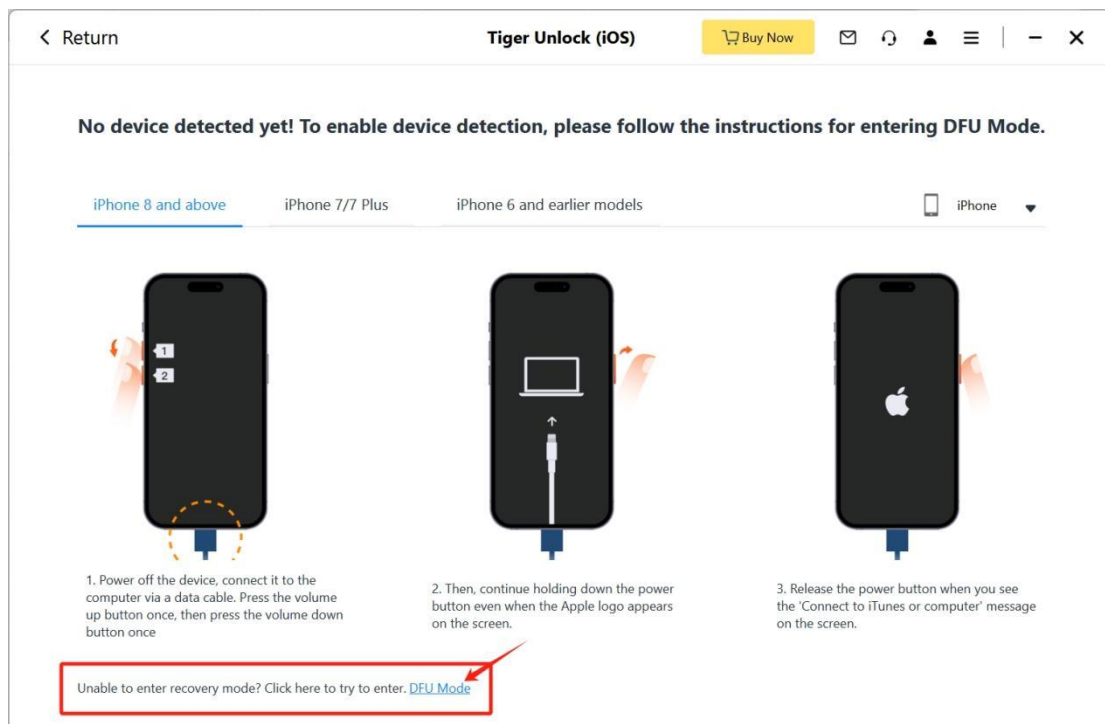 Return
Tiger Unlock (iOS)
Buy Now
No device detected yet! To enable device detection, please follow the instructions for entering DFU Mode.
iPhone 8 and above
iPhone 7/7 Plus
iPhone 6 and earlier models
iPhone
1
2
1. Power off the device, connect it to the
computer via a data cable. Press the volume
up button once, then press the volume down
button once
2. Then, continue holding down the power
button even when the Apple logo appears
on the screen.
3. Release the power button when you see
the 'Connect to iTunes or computer' message
on the screen.
Unable to enter recovery mode? Click here to try to enter. DFU Mode